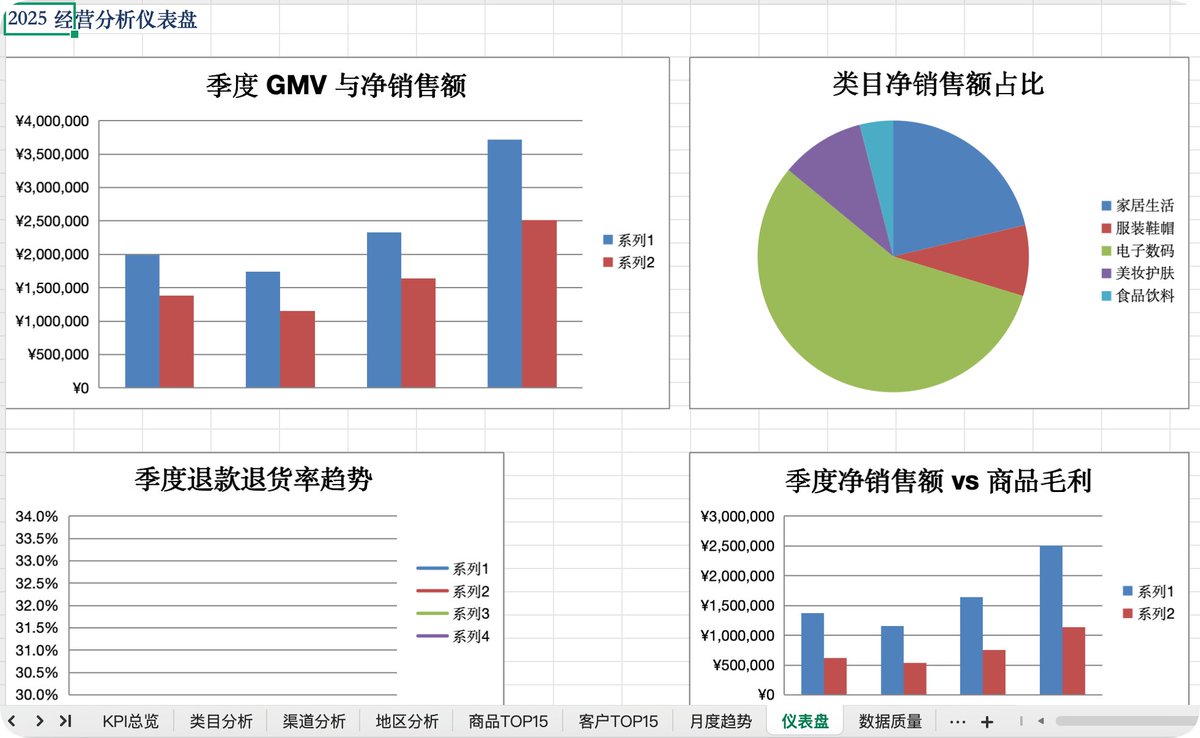 2025 经营分析仪表盘
季度 GMV 与净销售额
¥4,000,000
¥3,500,000
¥3,000,000
¥2,500,000
¥2,000,000
¥1,500,000
¥1,000,000
¥500,000
¥0
系列1
系列2
类目净销售额占比
家居生活
服装鞋帽
电子数码
美妆护肤
食品饮料
季度退款退货率趋势
34.0%
33.5%
33.0%
32.5%
32.0%
31.5%
31.0%
30.5%
30.0%
系列1
系列2
系列3
系列4
季度净销售额 vs 商品毛利
¥3,000,000
¥2,500,000
¥2,000,000
¥1,500,000
¥1,000,000
¥500,000
¥0
系列1
系列2
KPI总览 类目分析 渠道分析 地区分析 商品TOP15 客户TOP15 月度趋势 仪表盘 数据质量 ··· +